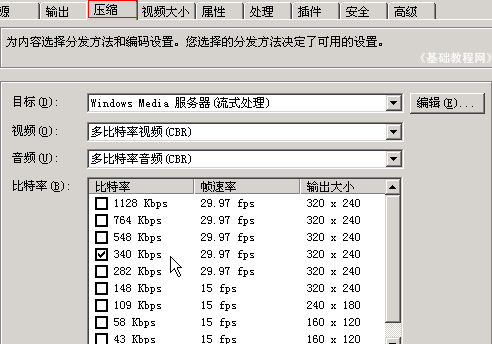 源 输出 压缩 视频大小 属性 处理 插件 安全 高级
为内容选择分发方法和编码设置。您选择的分发方法决定了可用的设置。
《基础教程网》
目标(D): Windows Media 服务器(流式处理) 编辑(E)...
视频(O): 多比特率视频(CBR)
音频(U): 多比特率音频(CBR)
比特率(B): 比特率 帧速率 输出大小
1128 Kbps 29.97 fps 320 x 240
764 Kbps 29.97 fps 320 x 240
548 Kbps 29.97 fps 320 x 240
340 Kbps 29.97 fps 320 x 240
282 Kbps 29.97 fps 320 x 240
148 Kbps 15 fps 320 x 240
109 Kbps 15 fps 240 x 180
58 Kbps 15 fps 160 x 120
43 Kbps 15 fps 160 x 120